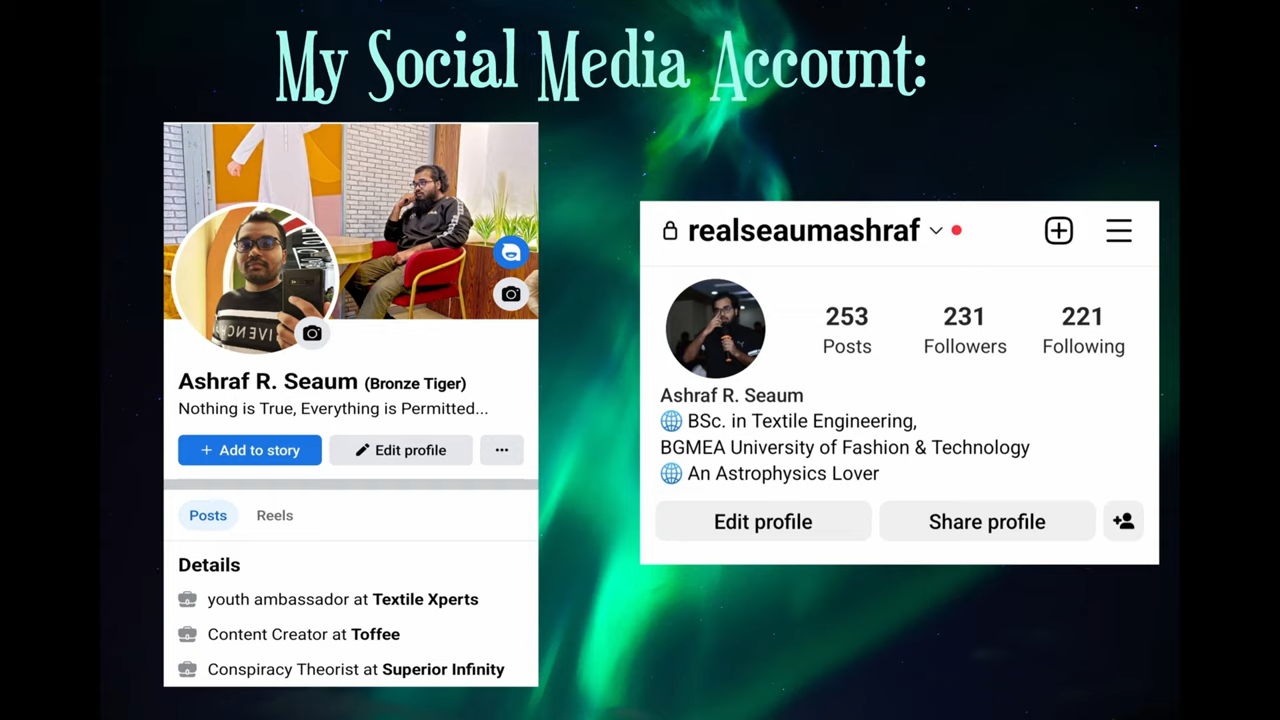 My Social Media Account:
Ashraf R. Seaum (Bronze Tiger)
Nothing is True, Everything is Permitted...
+ Add to story
Edit profile
...
Posts
Reels
Details
youth ambassador at Textile Xperts
Content Creator at Toffee
Conspiracy Theorist at Superior Infinity
realseaumashraf
253
231
221
Posts
Followers
Following
Ashraf R. Seaum
BSc. in Textile Engineering,
BGMEA University of Fashion & Technology
An Astrophysics Lover
Edit profile
Share profile